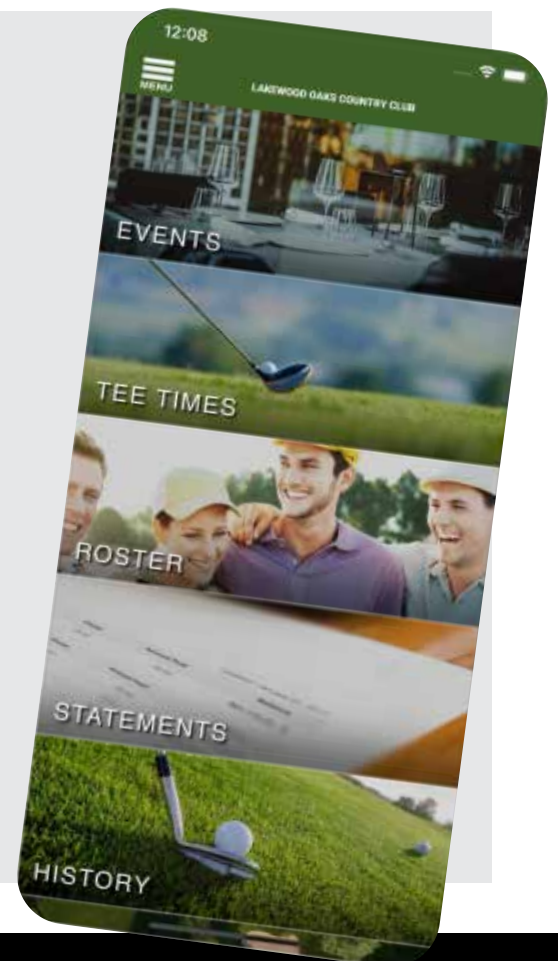 12:08
MENU
LAKEWOOD OAKS COUNTRY CLUB
EVENTS
TEE TIMES
ROSTER
STATEMENTS
HISTORY